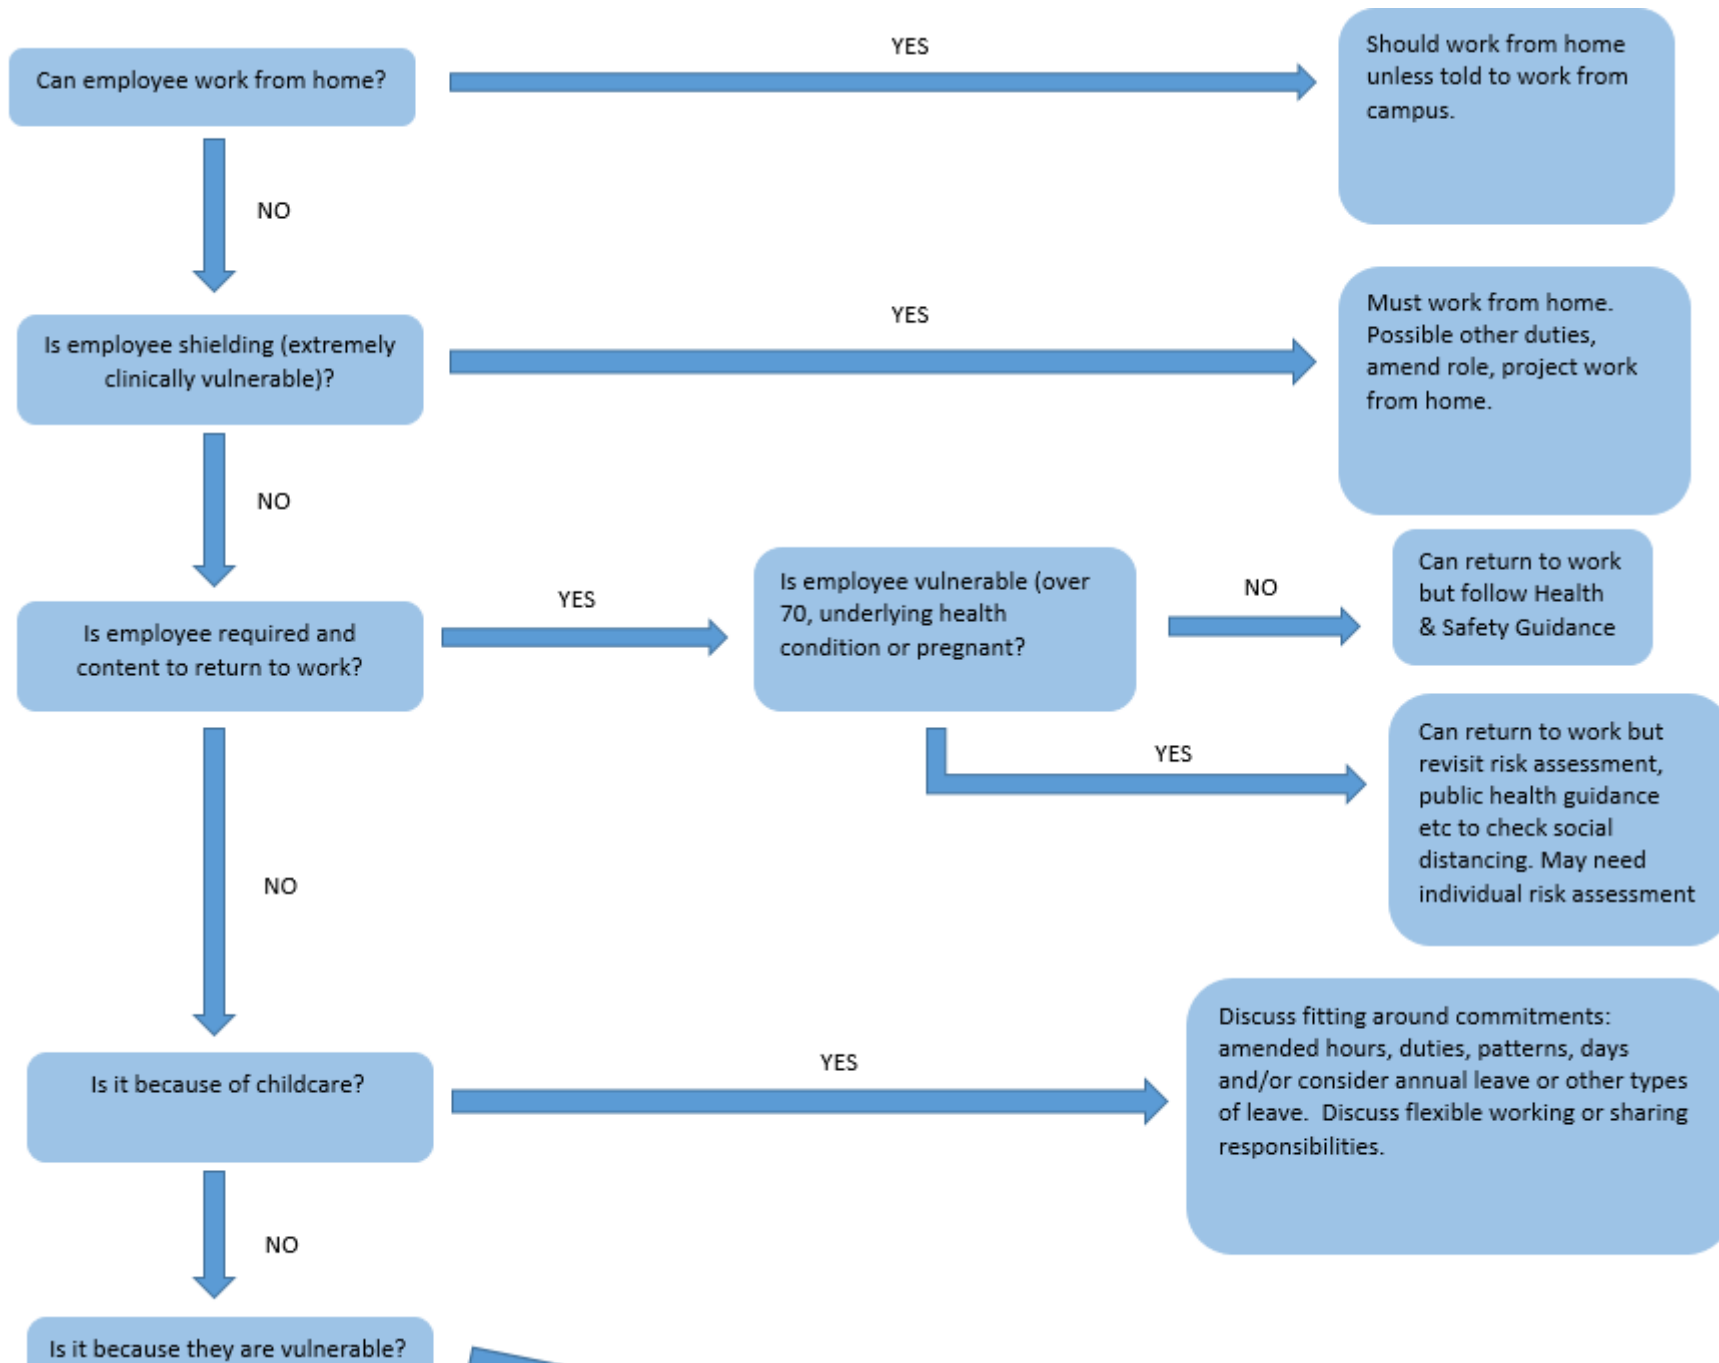 Can employee work from home?
YES
Should work from home
unless told to work from
campus.
NO
Is employee shielding (extremely
clinically vulnerable)?
YES
Must work from home.
Possible other duties,
amend role, project work
from home.
NO
Is employee required and
content to return to work?
YES
Is employee vulnerable (over
70, underlying health
condition or pregnant?
NO
Can return to work
but follow Health
& Safety Guidance
YES
Can return to work but
revisit risk assessment,
public health guidance
etc to check social
distancing. May need
individual risk assessment
NO
Is it because of childcare?
YES
Discuss fitting around commitments:
amended hours, duties, patterns, days
and/or consider annual leave or other types
of leave.  Discuss flexible working or sharing
responsibilities.
NO
Is it because they are vulnerable?